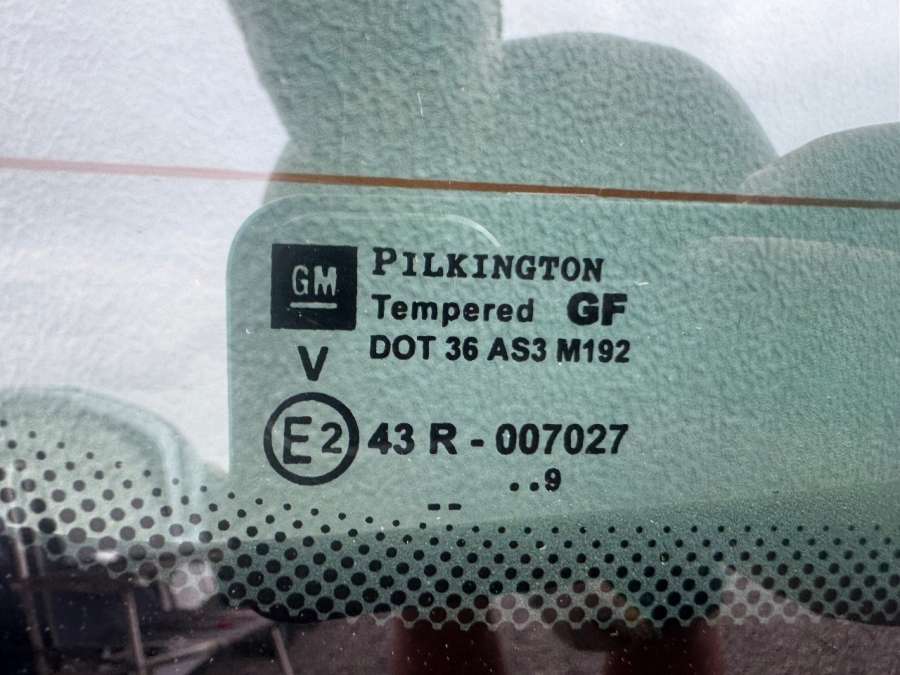 GM
PILKINGTON
Tempered GF
DOT 36 AS3 M192
V
E2 43 R - 007027
..9
--